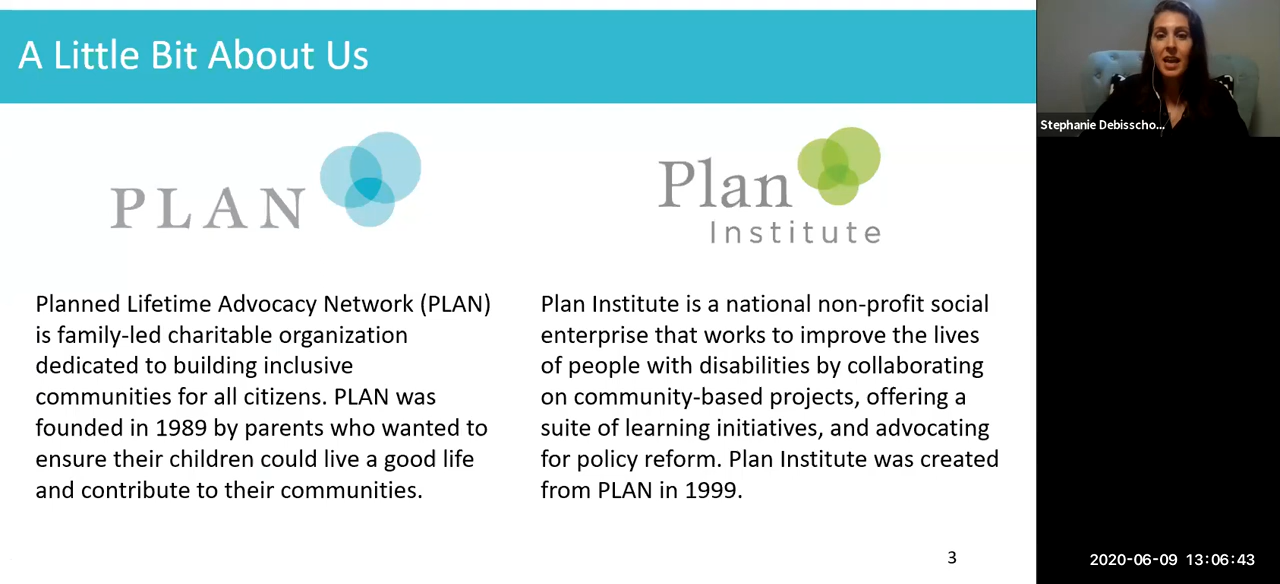 A Little Bit About Us
PLAN
Plan
Institute
Planned Lifetime Advocacy Network (PLAN)
is family-led charitable organization
dedicated to building inclusive
communities for all citizens. PLAN was
founded in 1989 by parents who wanted to
ensure their children could live a good life
and contribute to their communities.
Plan Institute is a national non-profit social
enterprise that works to improve the lives
of people with disabilities by collaborating
on community-based projects, offering a
suite of learning initiatives, and advocating
for policy reform. Plan Institute was created
from PLAN in 1999.
3
Stephanie Debisscho...
2020-06-09 13:06:43